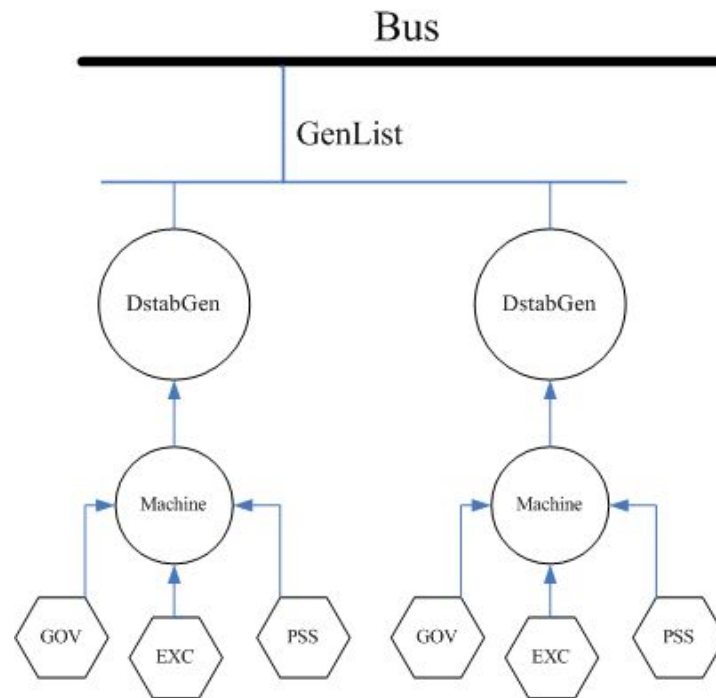 Bus
GenList
DstabGen
DstabGen
Machine
Machine
GOV
EXC
PSS
GOV
EXC
PSS